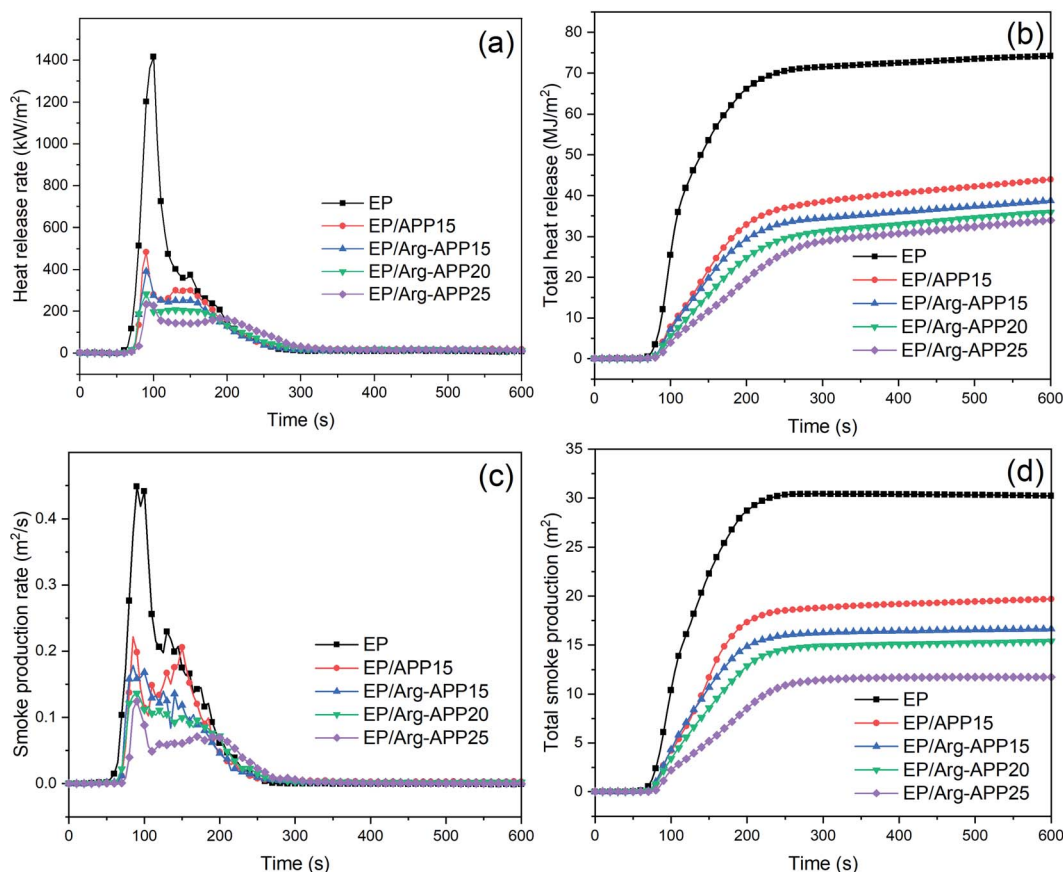 (a)
Heat release rate (kW/m²)
1400
1200
1000
800
600
400
200
0
EP
EP/APP15
EP/Arg-APP15
EP/Arg-APP20
EP/Arg-APP25
0 100 200 300 400 500 600
Time (s)
(b)
Total heat release (MJ/m²)
80
70
60
50
40
30
20
10
0
EP
EP/APP15
EP/Arg-APP15
EP/Arg-APP20
EP/Arg-APP25
0 100 200 300 400 500 600
Time (s)
(c)
Smoke production rate (m²/s)
0.4
0.3
0.2
0.1
0.0
EP
EP/APP15
EP/Arg-APP15
EP/Arg-APP20
EP/Arg-APP25
0 100 200 300 400 500 600
Time (s)
(d)
Total smoke production (m²)
35
30
25
20
15
10
5
0
EP
EP/APP15
EP/Arg-APP15
EP/Arg-APP20
EP/Arg-APP25
0 100 200 300 400 500 600
Time (s)